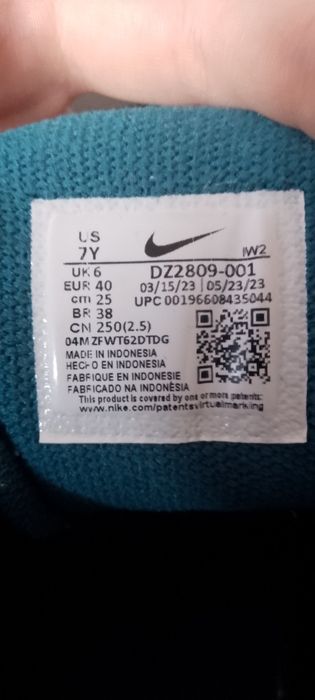 US
7Y
IW2
UK 6
DZ2809-001
EUR 40
03/15/23 | 05/23/23
cm 25
UPC 00196608435044
BR 38
CN 250(2.5)
04M ZFWT62DTDG
MADE IN INDONESIA
HECHO EN INDONESIA
FABRIQUE EN INDONESIE
FABRICADO NA INDONÉSIA
This product is covered by one or more patents:
www.nike.com/patentsvirtualmarking